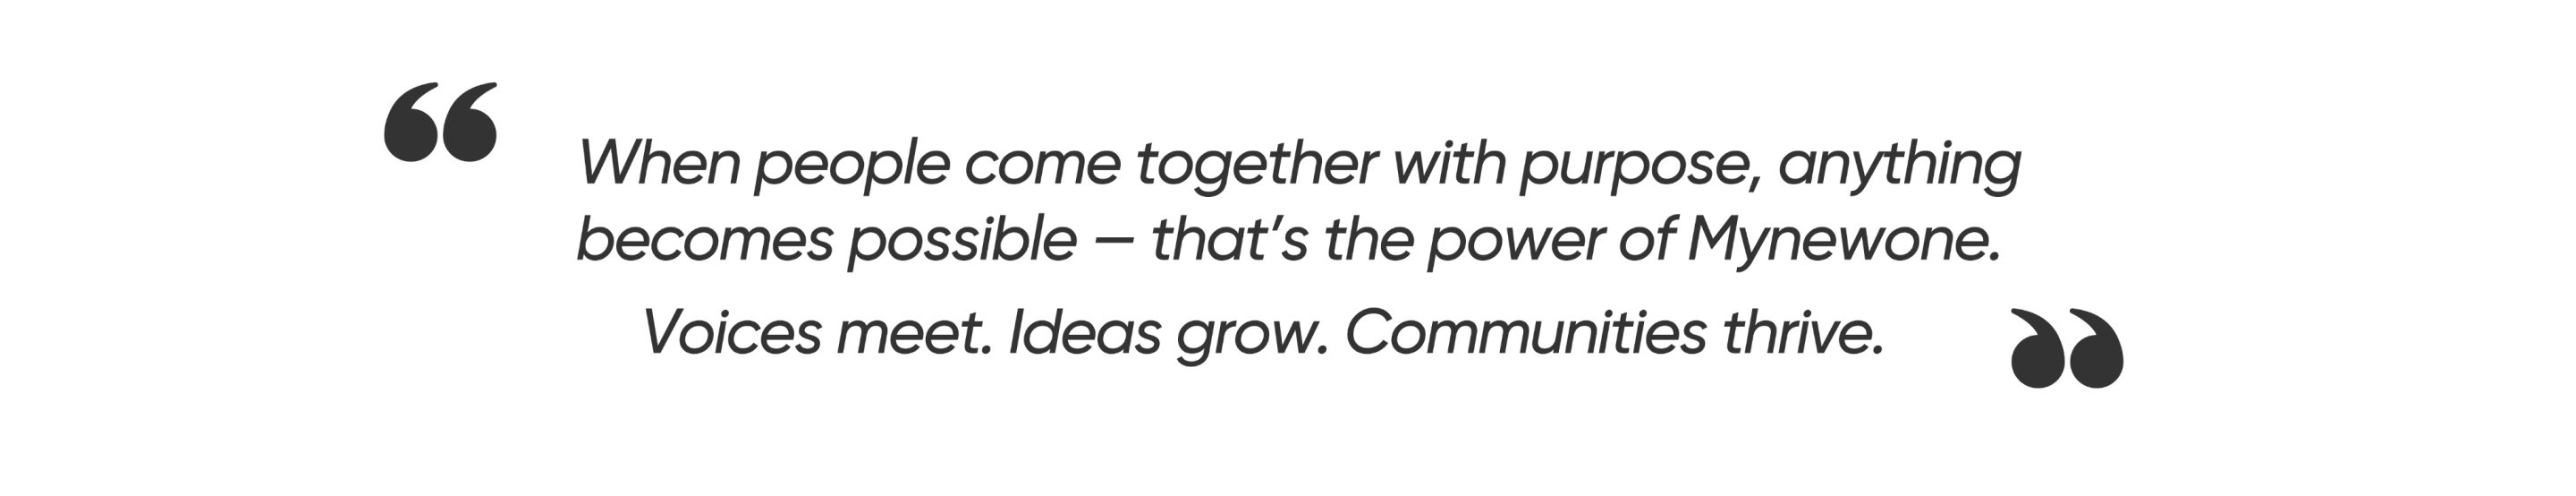 “When people come together with purpose, anything
becomes possible – that’s the power of Mynewone.
Voices meet. Ideas grow. Communities thrive.”